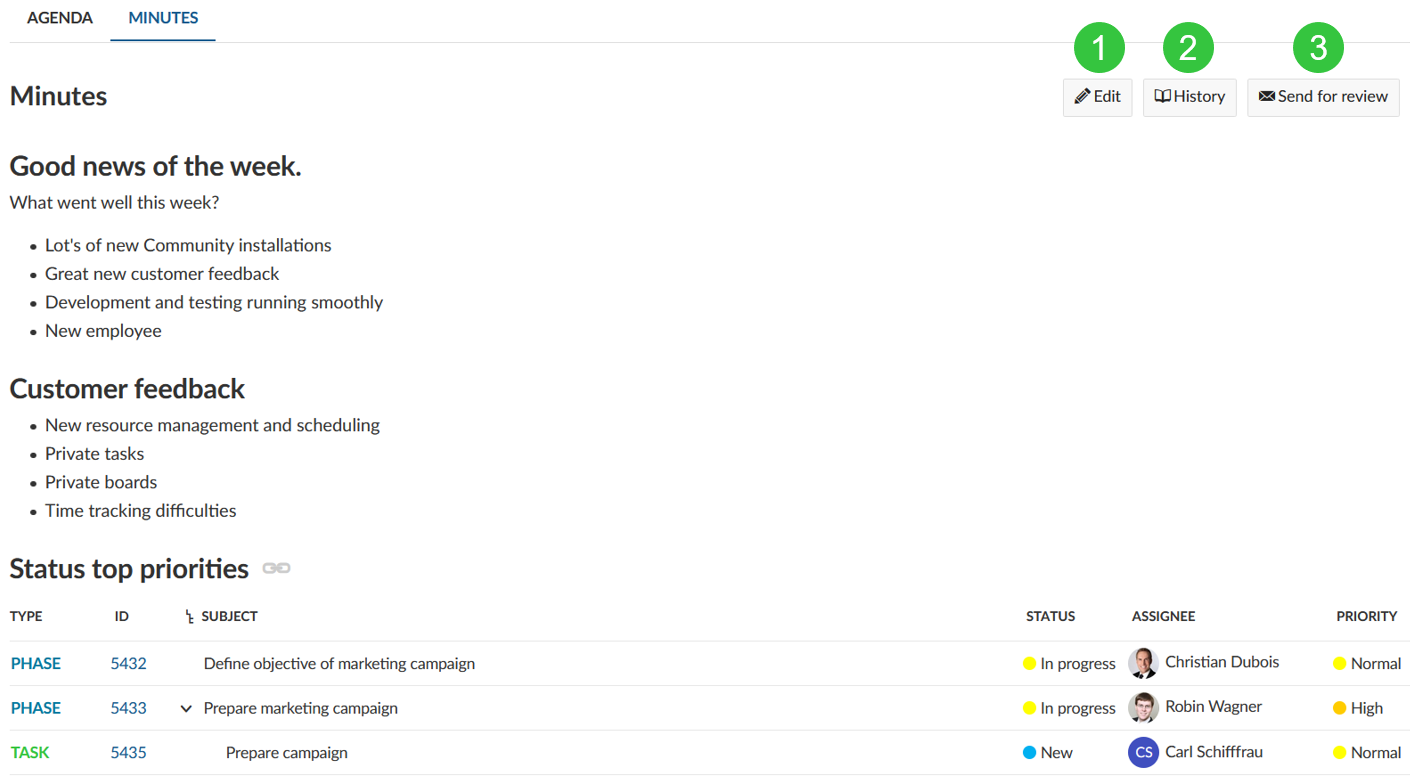 AGENDA MINUTES
1 2 3
Minutes Edit History Send for review
Good news of the week.
What went well this week?
• Lot's of new Community installations
• Great new customer feedback
• Development and testing running smoothly
• New employee
Customer feedback
• New resource management and scheduling
• Private tasks
• Private boards
• Time tracking difficulties
Status top priorities
TYPE ID SUBJECT STATUS ASSIGNEE PRIORITY
PHASE 5432 Define objective of marketing campaign In progress Christian Dubois Normal
PHASE 5433 Prepare marketing campaign In progress Robin Wagner High
TASK 5435 Prepare campaign New CS Carl Schifffrau Normal